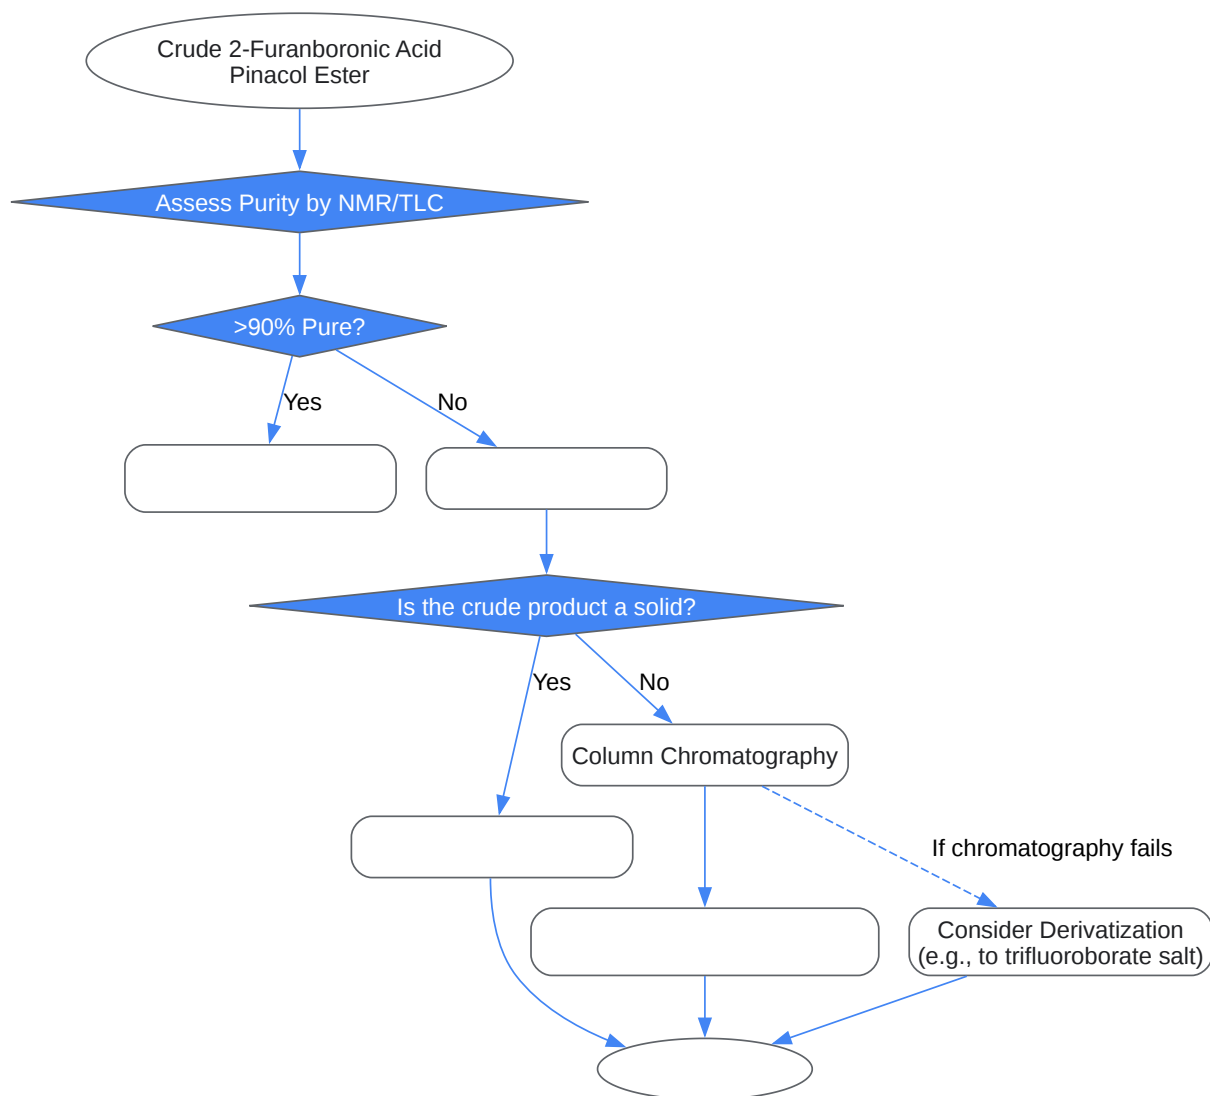 Crude 2-Furanboronic Acid
Pinacol Ester
Assess Purity by NMR/TLC
>90% Pure?
Yes
No
Is the crude product a solid?
Yes
No
Column Chromatography
If chromatography fails
Consider Derivatization
(e.g., to trifluoroborate salt)